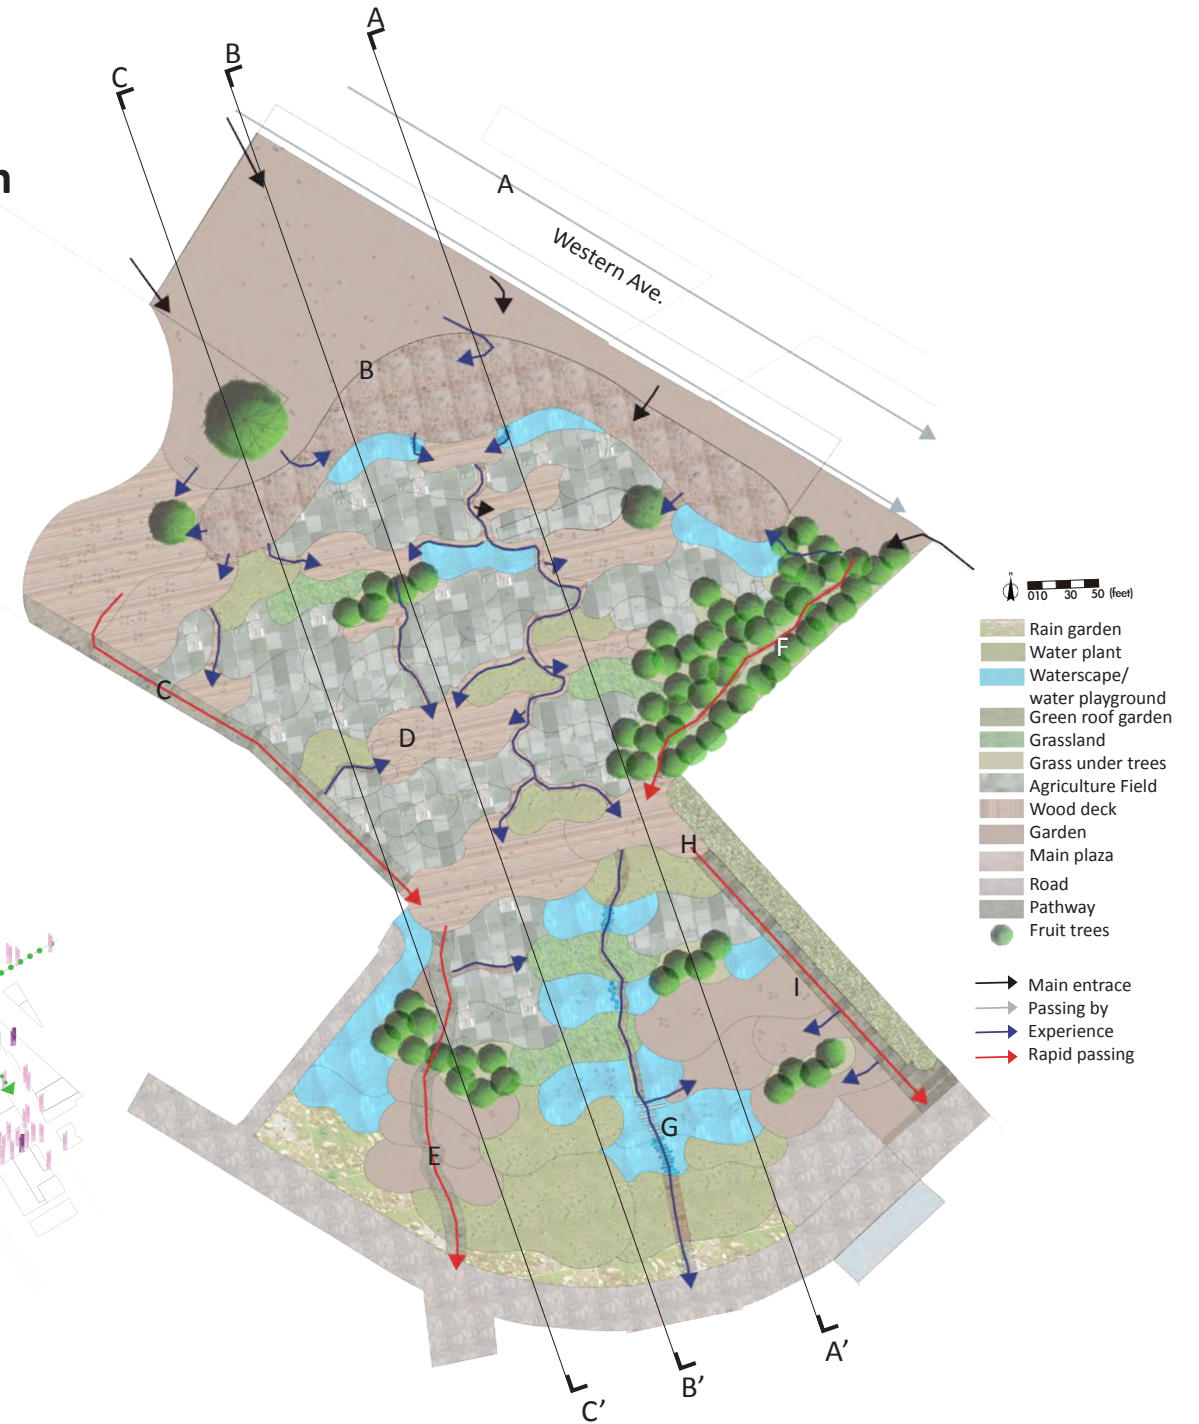 A
B
C
n
A
Western Ave.
B
F
C
D
H
I
G
E
A’
B’
C’
N
010 30 50 (feet)
Rain garden
Water plant
Waterscape/
water playground
Green roof garden
Grassland
Grass under trees
Agriculture Field
Wood deck
Garden
Main plaza
Road
Pathway
Fruit trees
Main entrace
Passing by
Experience
Rapid passing